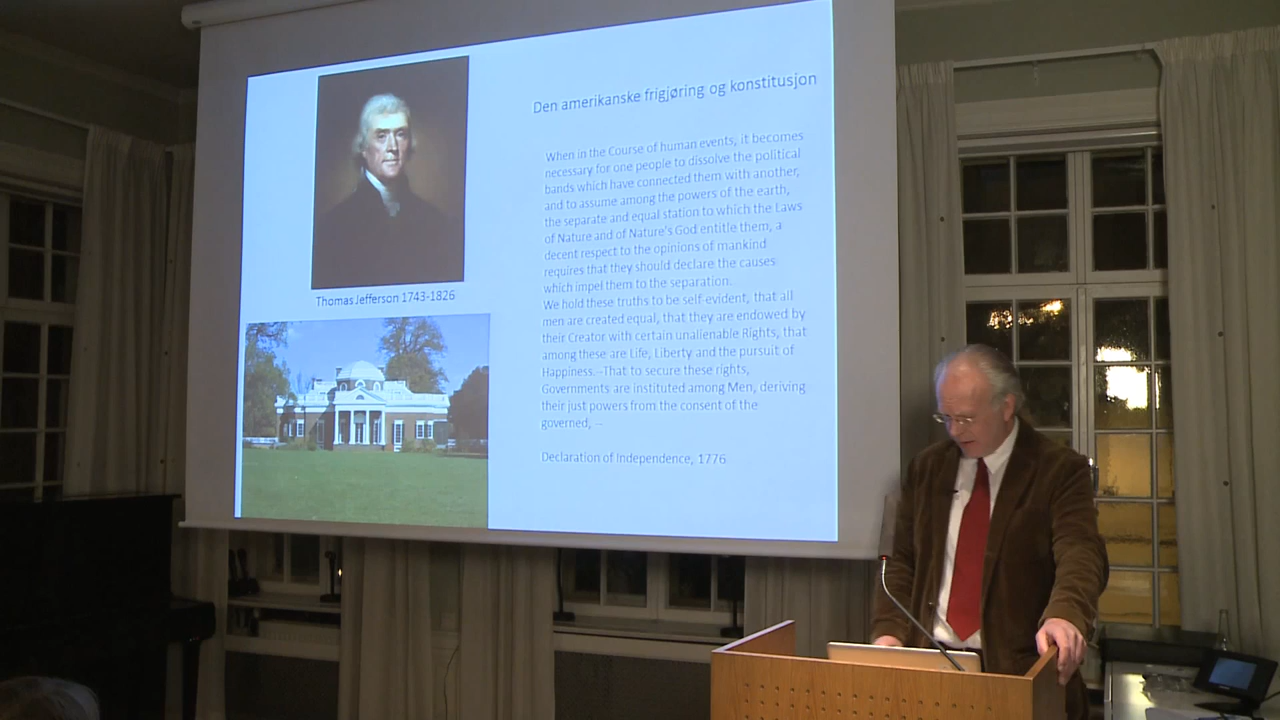 Den amerikanske frigjøring og konstitusjon
When in the Course of human events, it becomes
necessary for one people to dissolve the political
bands which have connected them with another,
and to assume among the powers of the earth,
the separate and equal station to which the Laws
of Nature and of Nature's God entitle them, a
decent respect to the opinions of mankind
requires that they should declare the causes
which impel them to the separation.
We hold these truths to be self-evident, that all
men are created equal, that they are endowed by
their Creator with certain unalienable Rights, that
among these are Life, Liberty and the pursuit of
Happiness.--That to secure these rights,
Governments are instituted among Men, deriving
their just powers from the consent of the
governed, --
Declaration of Independence, 1776
Thomas Jefferson 1743-1826